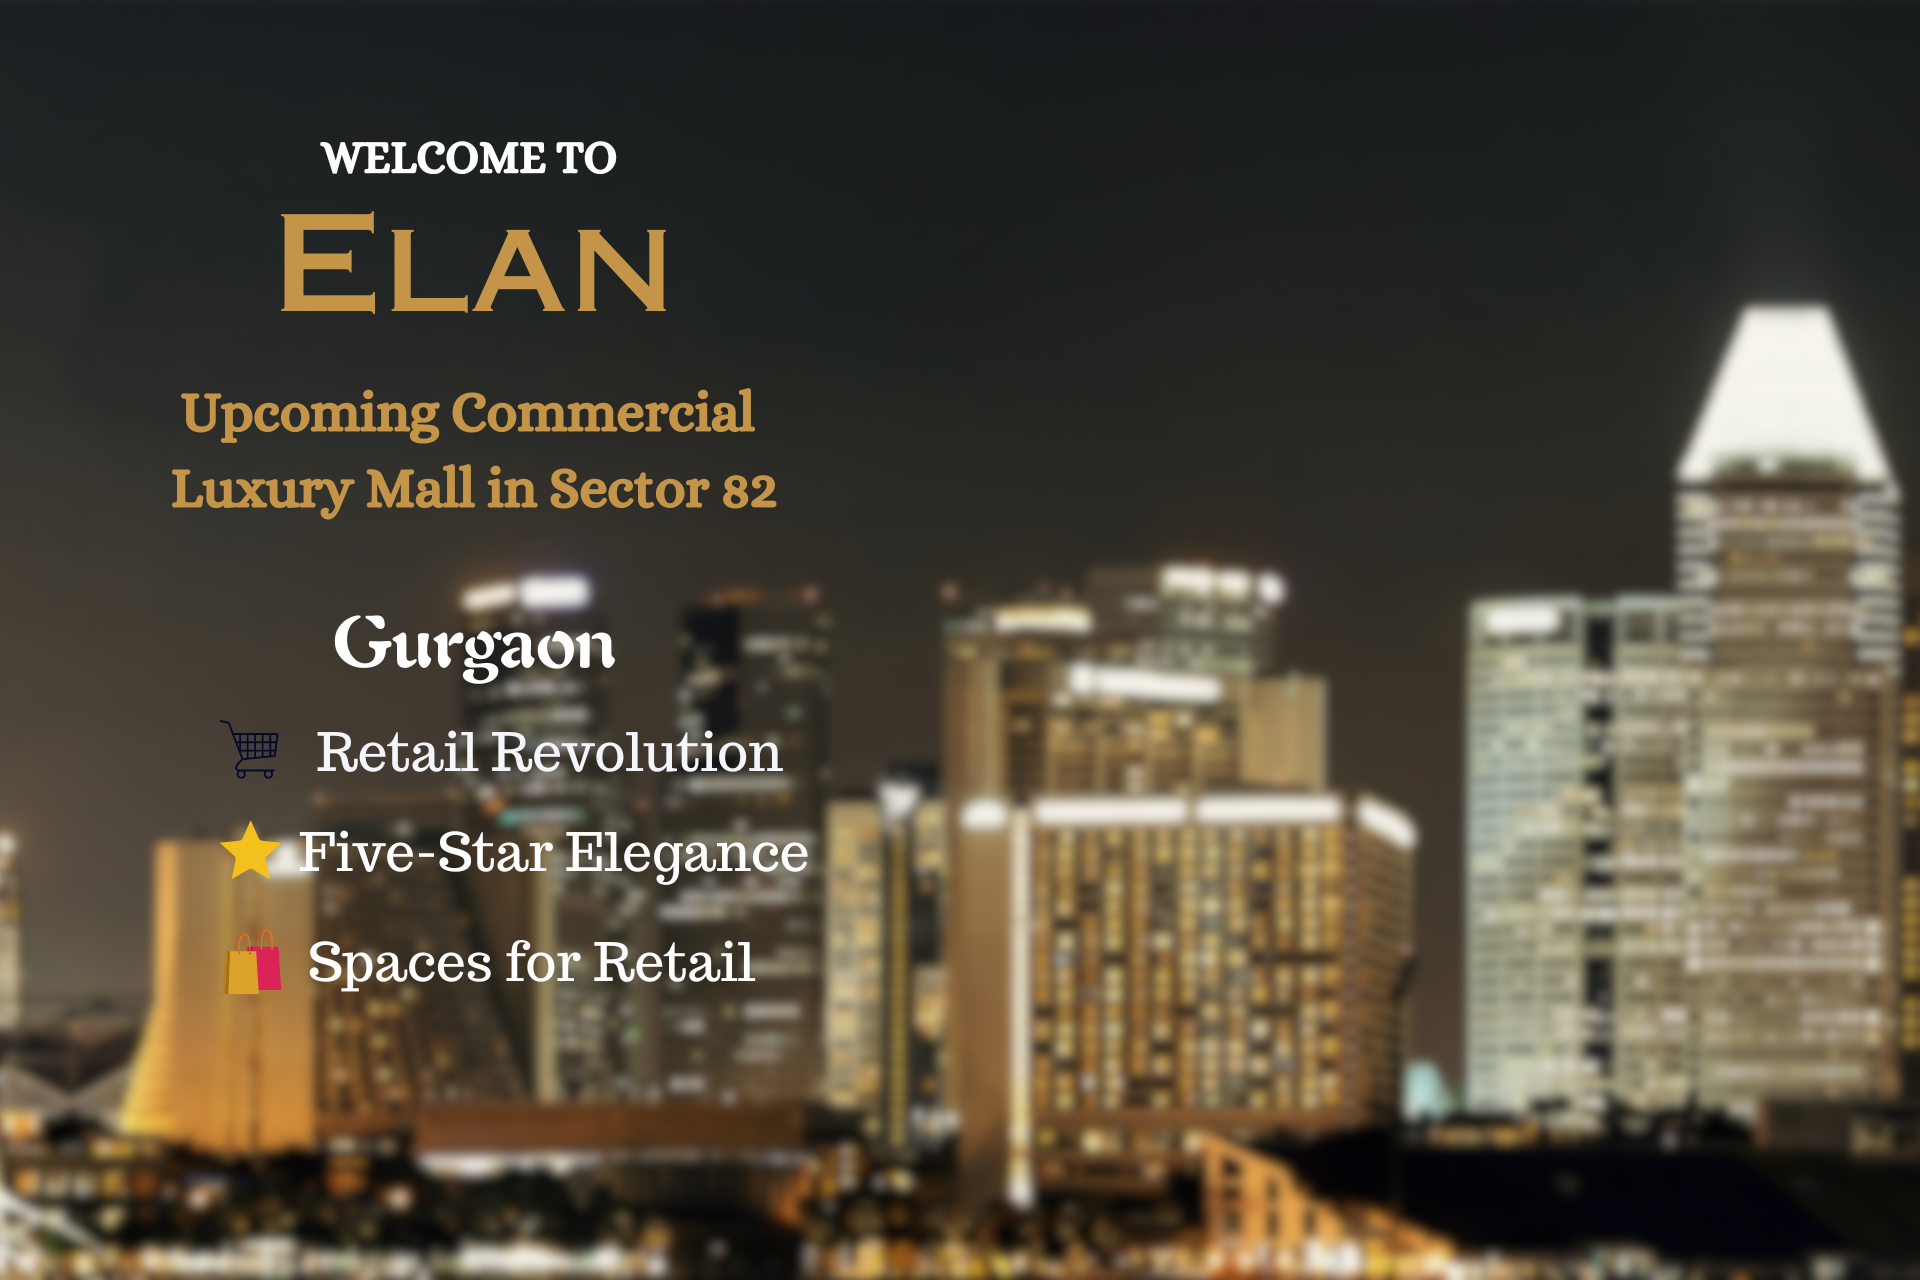 WELCOME TO
ELAN
Upcoming Commercial
Luxury Mall in Sector 82
Gurgaon
Retail Revolution
Five-Star Elegance
Spaces for Retail